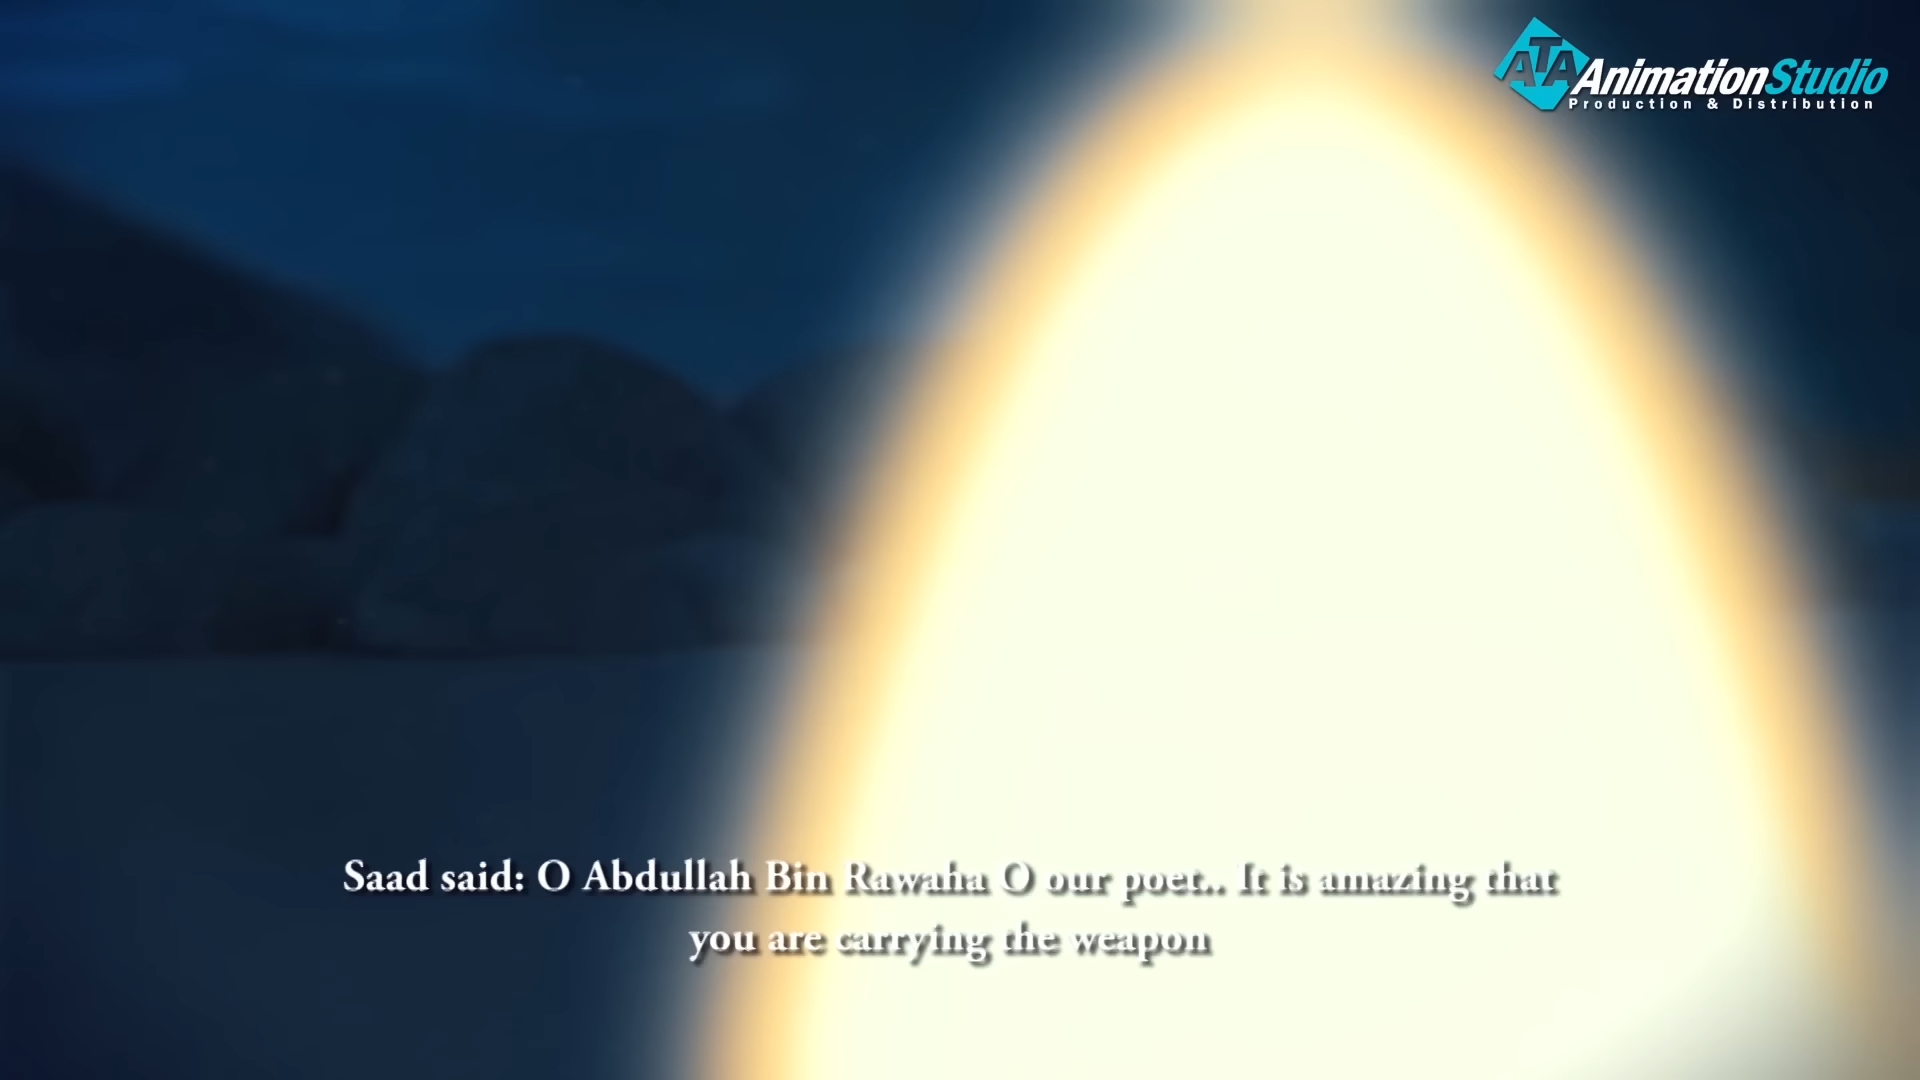 ATA AnimationStudio
Production & Distribution
Saad said: O Abdullah Bin Rawaha O our poet.. It is amazing that
you are carrying the weapon